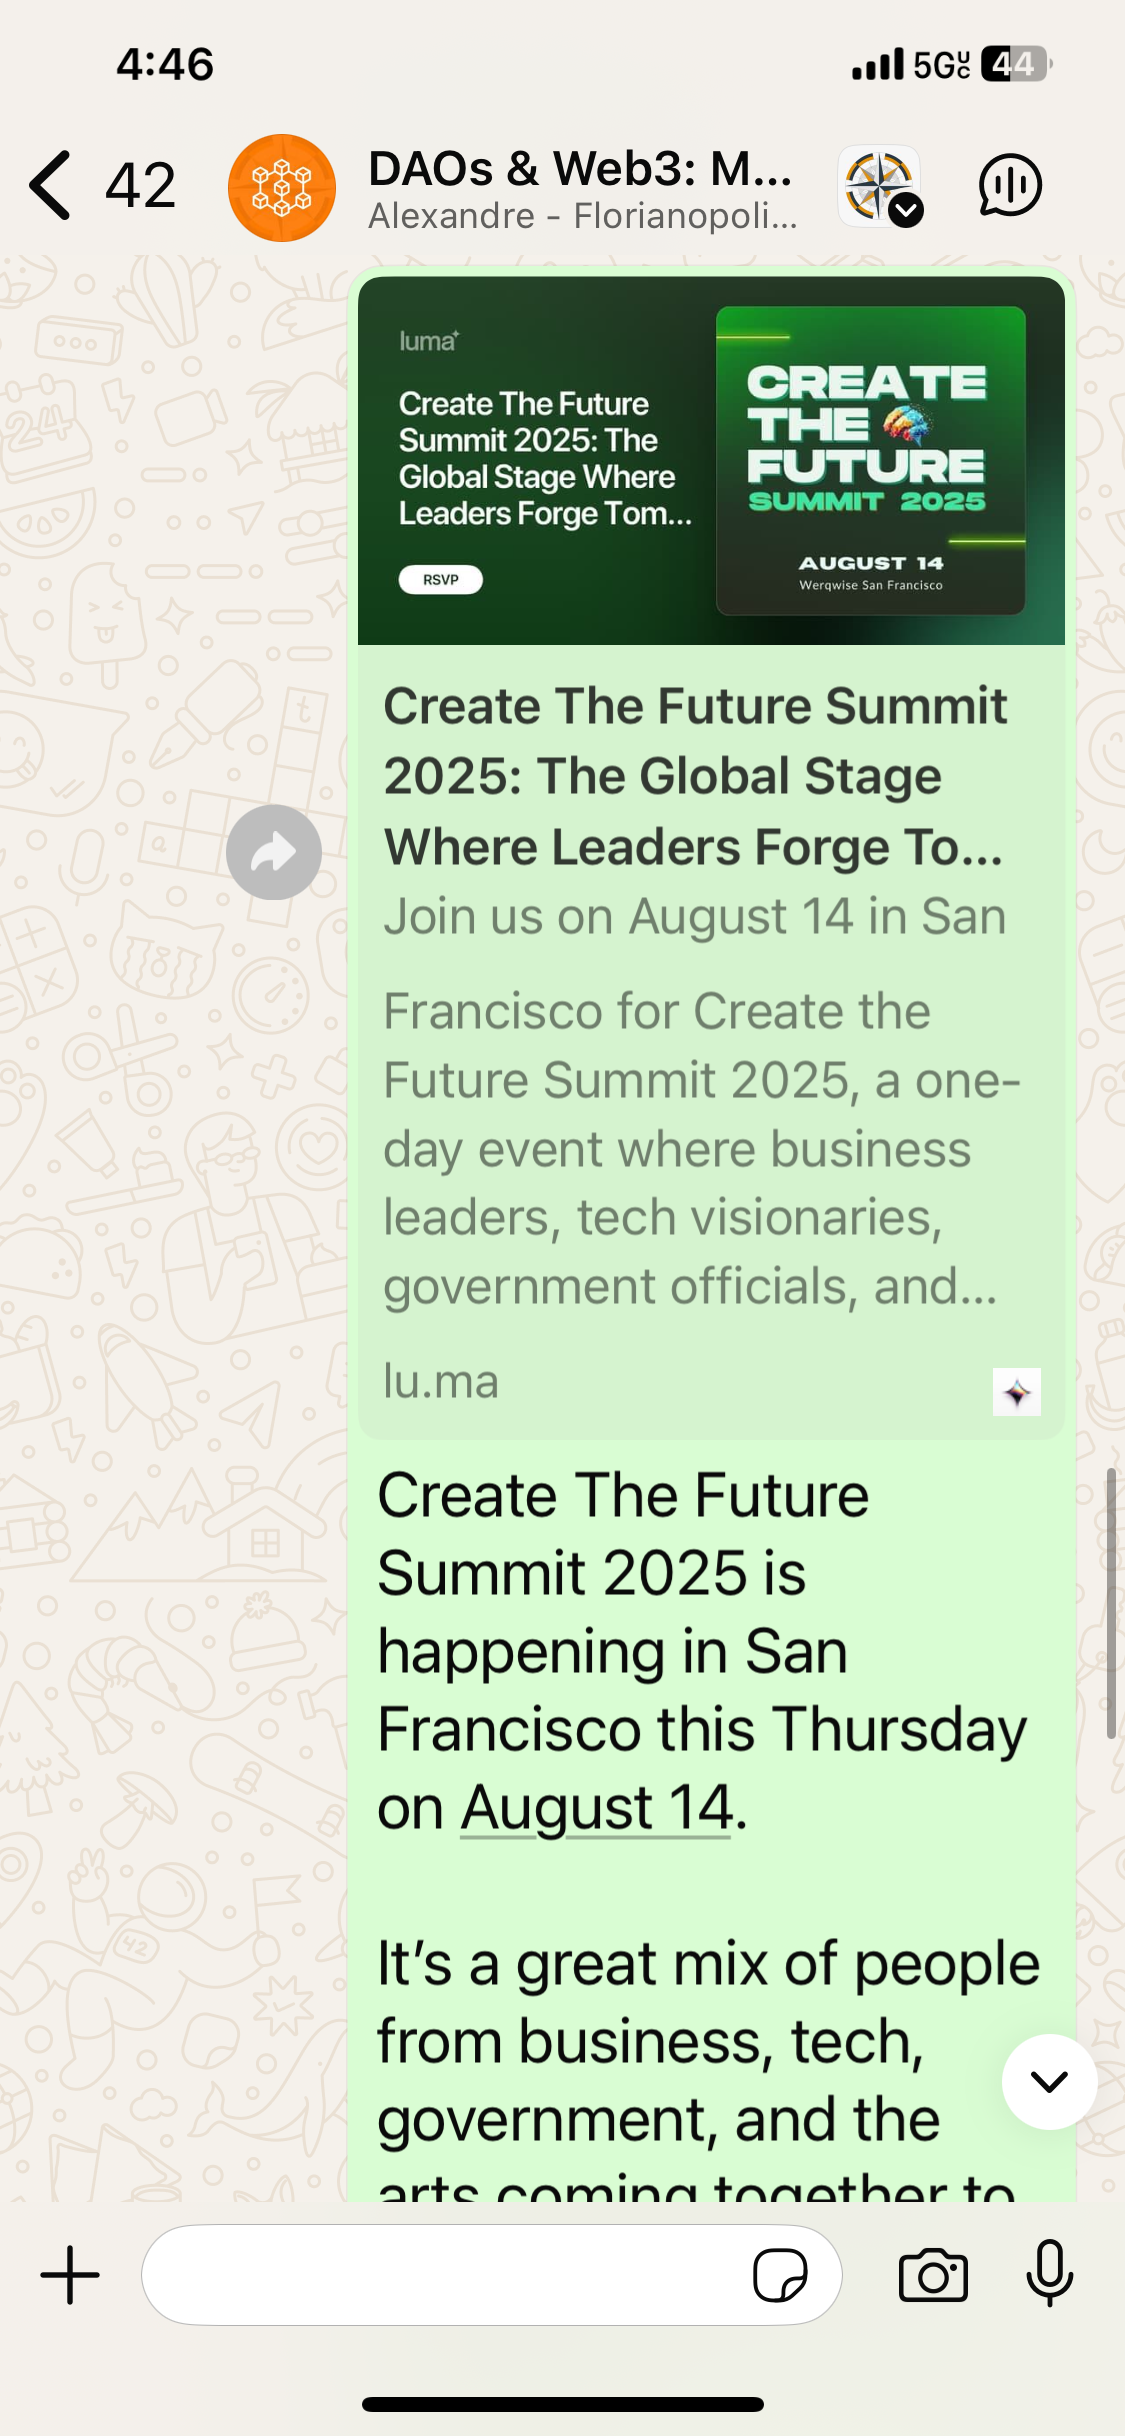 4:46
5GUC
44
42
DAOs & Web3: M...
Alexandre - Florianopoli...
luma
Create The Future
Summit 2025: The
Global Stage Where
Leaders Forge Tom...
RSVP
CREATE
THE
FUTURE
SUMMIT 2025
AUGUST 14
Werqwise San Francisco
Create The Future Summit
2025: The Global Stage
Where Leaders Forge To...
Join us on August 14 in San
Francisco for Create the
Future Summit 2025, a one-
day event where business
leaders, tech visionaries,
government officials, and...
lu.ma
Create The Future
Summit 2025 is
happening in San
Francisco this Thursday
on August 14.
It’s a great mix of people
from business, tech,
government, and the
arts coming together to